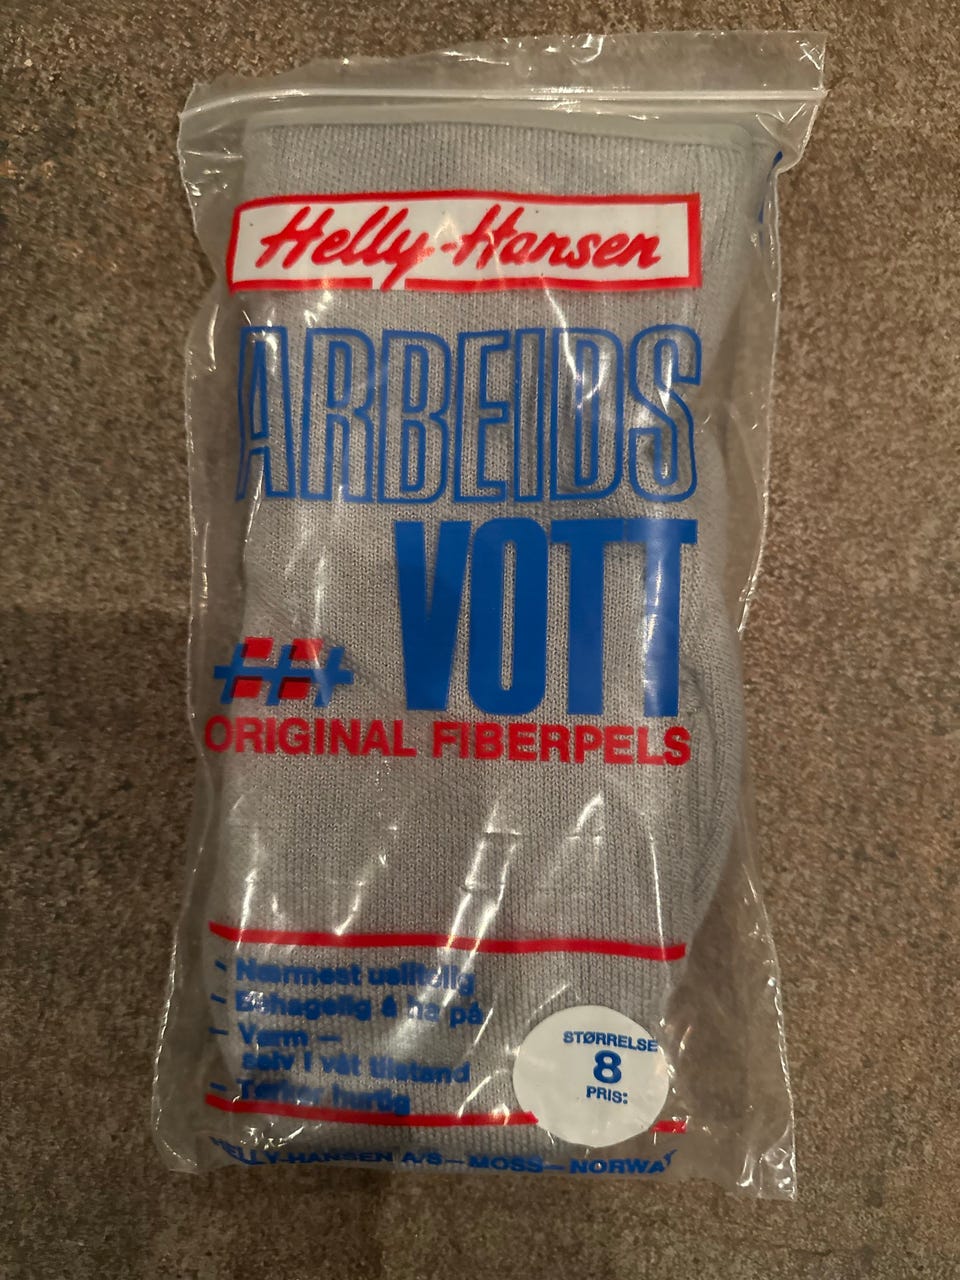 Helly-Hansen
ARBEIDS
VOTT
ORIGINAL FIBERPELS
- Nærmest uslitelig
- Behagelig å ha på
- Varm —
selv i våt tilstand
- Tørker hurtig
STØRRELSE
8
PRIS:
HELLY-HANSEN A/S—MOSS—NORWAY